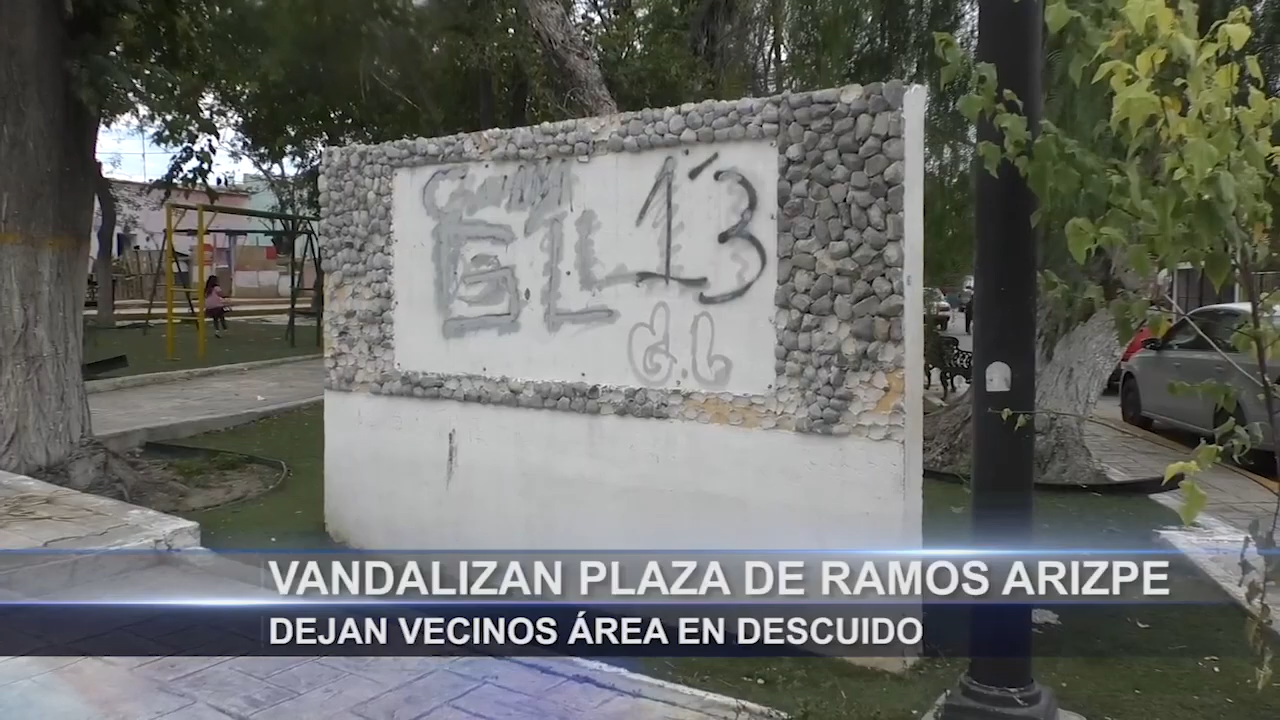 EL 13
G.L
VANDALIZAN PLAZA DE RAMOS ARIZPE
DEJAN VECINOS ÁREA EN DESCUIDO